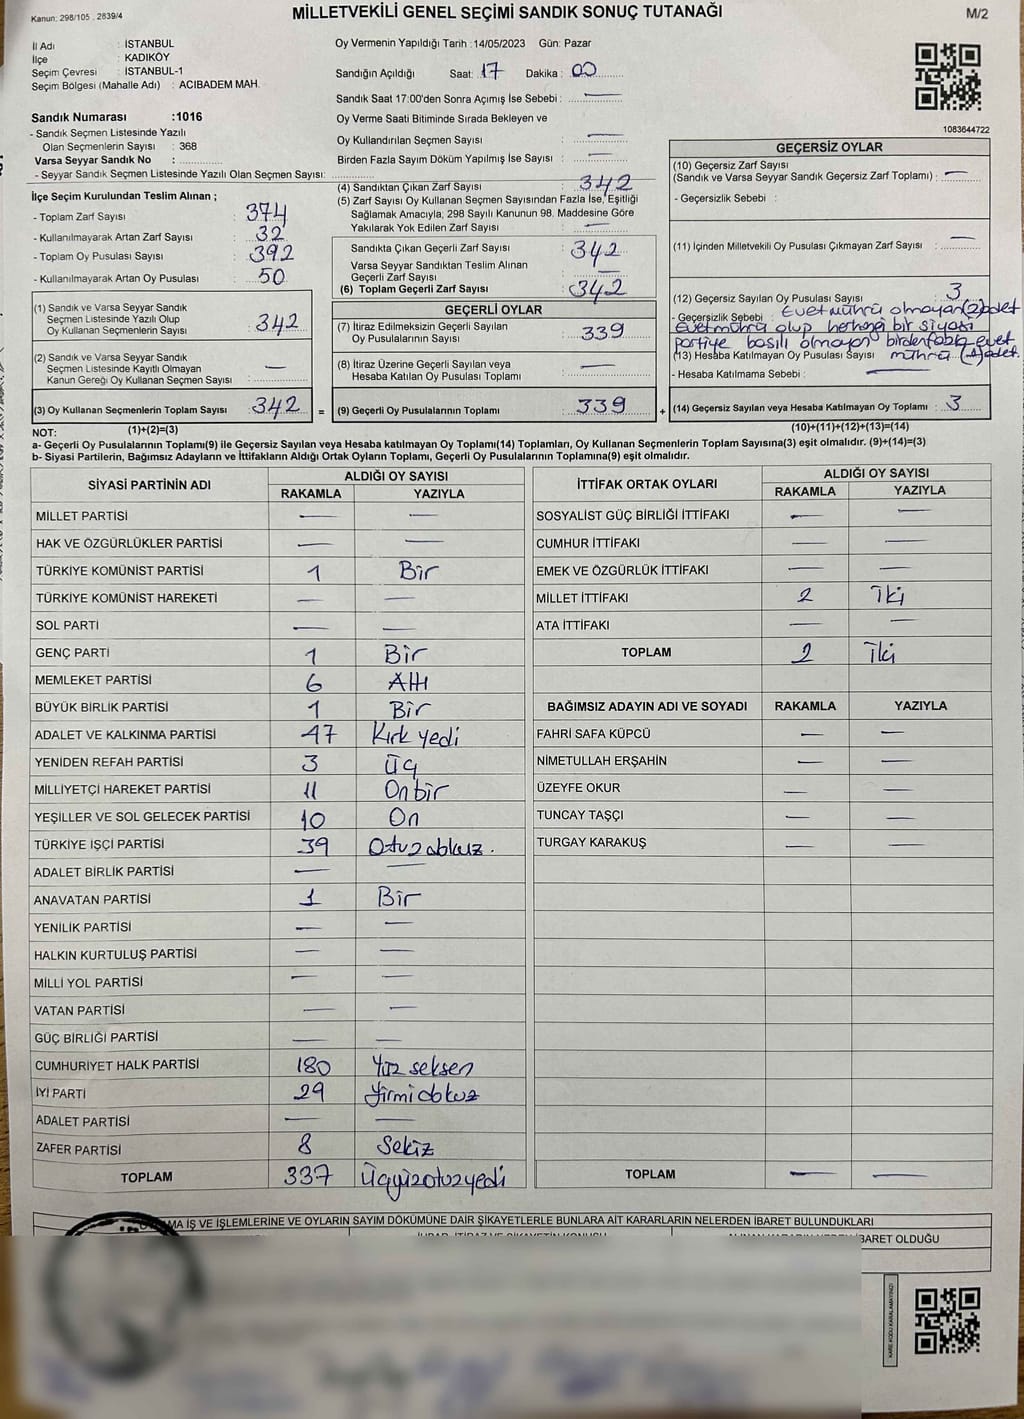 Kanun: 298/105 , 2839/4
MİLLETVEKİLİ GENEL SEÇİMİ SANDIK SONUÇ TUTANAĞI
M/2
İl Adı : İSTANBUL
İlçe : KADIKÖY
Seçim Çevresi : İSTANBUL-1
Seçim Bölgesi (Mahalle Adı) : ACIBADEM MAH.
Oy Vermenin Yapıldığı Tarih :14/05/2023 Gün: Pazar
Sandığın Açıldığı Saat: 17 Dakika : 00
Sandık Saat 17:00'den Sonra Açımış İse Sebebi : —
Oy Verme Saati Bitiminde Sırada Bekleyen ve
Oy Kullandırılan Seçmen Sayısı : —
Birden Fazla Sayım Döküm Yapılmış İse Sayısı : —
Sandık Numarası :1016
- Sandık Seçmen Listesinde Yazılı
Olan Seçmenlerin Sayısı : 368
Varsa Seyyar Sandık No :
- Seyyar Sandık Seçmen Listesinde Yazılı Olan Seçmen Sayısı:
1083644722
İlçe Seçim Kurulundan Teslim Alınan ;
- Toplam Zarf Sayısı : 374
- Kullanılmayarak Artan Zarf Sayısı : 32
- Toplam Oy Pusulası Sayısı : 392
- Kullanılmayarak Artan Oy Pusulası : 50
(4) Sandıktan Çıkan Zarf Sayısı : 342
(5) Zarf Sayısı Oy Kullanan Seçmen Sayısından Fazla İse, Eşitliği
Sağlamak Amacıyla; 298 Sayılı Kanunun 98. Maddesine Göre
Yakılarak Yok Edilen Zarf Sayısı : —
Sandıkta Çıkan Geçerli Zarf Sayısı : 342
Varsa Seyyar Sandıktan Teslim Alınan
Geçerli Zarf Sayısı : —
(6) Toplam Geçerli Zarf Sayısı : 342
GEÇERSİZ OYLAR
(10) Geçersiz Zarf Sayısı
(Sandık ve Varsa Seyyar Sandık Geçersiz Zarf Toplamı) : —
- Geçersizlik Sebebi :
(11) İçinden Milletvekili Oy Pusulası Çıkmayan Zarf Sayısı : —
(12) Geçersiz Sayılan Oy Pusulası Sayısı : 3
- Geçersizlik Sebebi : Evet mührü olmayan (2) adet
Evet mührü olup herhangi bir siyasi
partiye basılı olmayan birden fazla evet
(13) Hesaba Katılmayan Oy Pusulası Sayısı mührü (1) adet.
- Hesaba Katılmama Sebebi : —
(1) Sandık ve Varsa Seyyar Sandık
Seçmen Listesinde Yazılı Olup
Oy Kullanan Seçmenlerin Sayısı : 342
(2) Sandık ve Varsa Seyyar Sandık
Seçmen Listesinde Kayıtlı Olmayan
Kanun Gereği Oy Kullanan Seçmen Sayısı : —
GEÇERLİ OYLAR
(7) İtiraz Edilmeksizin Geçerli Sayılan
Oy Pusulalarının Sayısı : 339
(8) İtiraz Üzerine Geçerli Sayılan veya
Hesaba Katılan Oy Pusulası Toplamı : —
(3) Oy Kullanan Seçmenlerin Toplam Sayısı : 342 = (9) Geçerli Oy Pusulalarının Toplamı : 339 + (14) Geçersiz Sayılan veya Hesaba Katılmayan Oy Toplamı : 3
NOT: (1)+(2)=(3) (10)+(11)+(12)+(13)=(14)
a- Geçerli Oy Pusulalarının Toplamı(9) ile Geçersiz Sayılan veya Hesaba katılmayan Oy Toplamı(14) Toplamları, Oy Kullanan Seçmenlerin Toplam Sayısına(3) eşit olmalıdır. (9)+(14)=(3)
b- Siyasi Partilerin, Bağımsız Adayların ve İttifakların Aldığı Ortak Oyların Toplamı, Geçerli Oy Pusulalarının Toplamına(9) eşit olmalıdır.
SİYASİ PARTİNİN ADI ALDIĞI OY SAYISI
RAKAMLA YAZIYLA
MİLLET PARTİSİ — —
HAK VE ÖZGÜRLÜKLER PARTİSİ — —
TÜRKİYE KOMÜNİST PARTİSİ 1 Bir
TÜRKİYE KOMÜNİST HAREKETİ — —
SOL PARTİ — —
GENÇ PARTİ 1 Bir
MEMLEKET PARTİSİ 6 Altı
BÜYÜK BİRLİK PARTİSİ 1 Bir
ADALET VE KALKINMA PARTİSİ 47 Kırk yedi
YENİDEN REFAH PARTİSİ 3 Üç
MİLLİYETÇİ HAREKET PARTİSİ 11 On bir
YEŞİLLER VE SOL GELECEK PARTİSİ 10 On
TÜRKİYE İŞÇİ PARTİSİ 39 Otuz dokuz.
ADALET BİRLİK PARTİSİ — —
ANAVATAN PARTİSİ 1 Bir
YENİLİK PARTİSİ — —
HALKIN KURTULUŞ PARTİSİ — —
MİLLİ YOL PARTİSİ — —
VATAN PARTİSİ — —
GÜÇ BİRLİĞİ PARTİSİ — —
CUMHURİYET HALK PARTİSİ 180 Yüz seksen
İYİ PARTİ 29 Yirmi dokuz
ADALET PARTİSİ — —
ZAFER PARTİSİ 8 Sekiz
TOPLAM 337 Üçyüzotuzyedi
İTTİFAK ORTAK OYLARI ALDIĞI OY SAYISI
RAKAMLA YAZIYLA
SOSYALİST GÜÇ BİRLİĞİ İTTİFAKI — —
CUMHUR İTTİFAKI — —
EMEK VE ÖZGÜRLÜK İTTİFAKI — —
MİLLET İTTİFAKI 2 İki
ATA İTTİFAKI — —
TOPLAM 2 İki
BAĞIMSIZ ADAYIN ADI VE SOYADI RAKAMLA YAZIYLA
FAHRİ SAFA KÜPCÜ — —
NİMETULLAH ERŞAHİN — —
ÜZEYFE OKUR — —
TUNCAY TAŞÇI — —
TURGAY KARAKUŞ — —
TOPLAM — —
İŞ VE İŞLEMLERİNE VE OYLARIN SAYIM DÖKÜMÜNE DAİR ŞİKAYETLERLE BUNLARA AİT KARARLARIN NELERDEN İBARET BULUNDUKLARI
İBARET OLDUĞU
KARE KODU KARALAMAYINIZ!